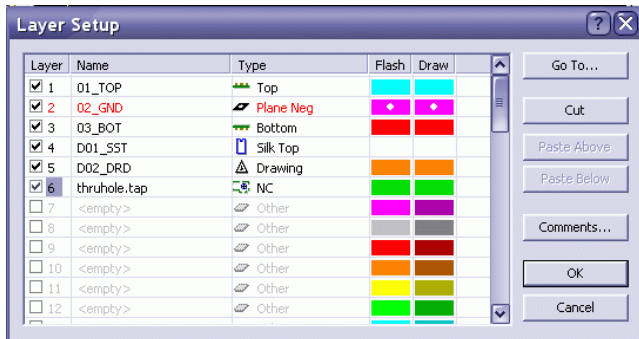 Layer Setup
Layer Name Type Flash Draw
1 01_TOP Top
2 02_GND Plane Neg
3 03_BOT Bottom
4 D01_SST Silk Top
5 D02_DRD Drawing
6 thruhole.tap NC
7 <empty> Other
8 <empty> Other
9 <empty> Other
10 <empty> Other
11 <empty> Other
12 <empty> Other
Go To...
Cut
Paste Above
Paste Below
Comments...
OK
Cancel